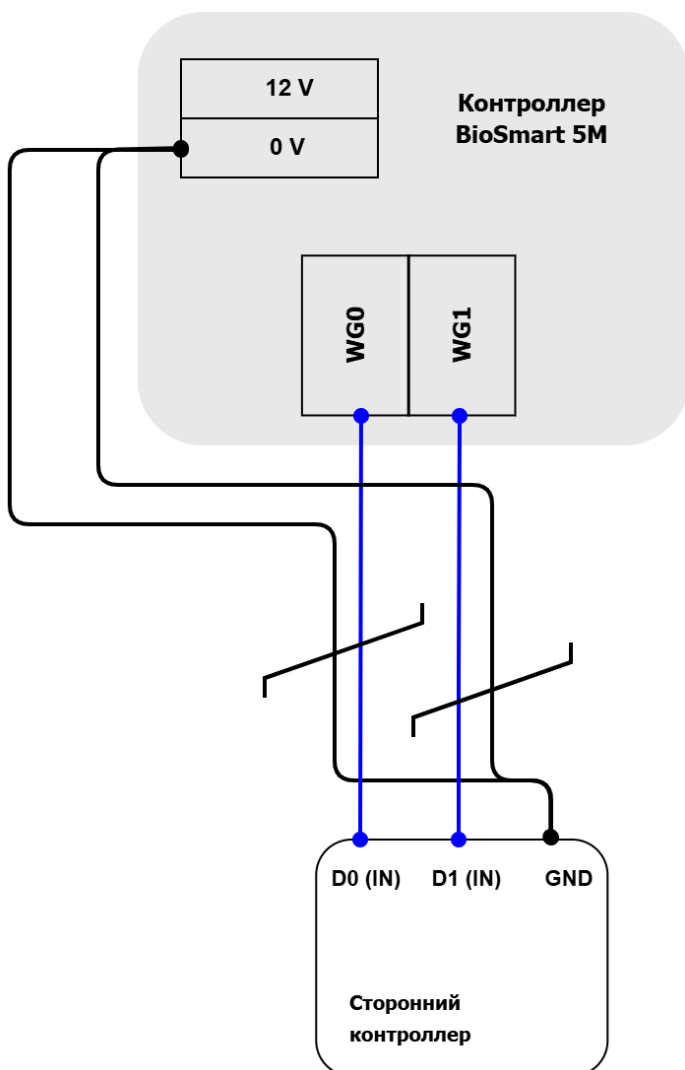 12 V
0 V
Контроллер
BioSmart 5M
WG0
WG1
D0 (IN) D1 (IN) GND
Сторонний
контроллер